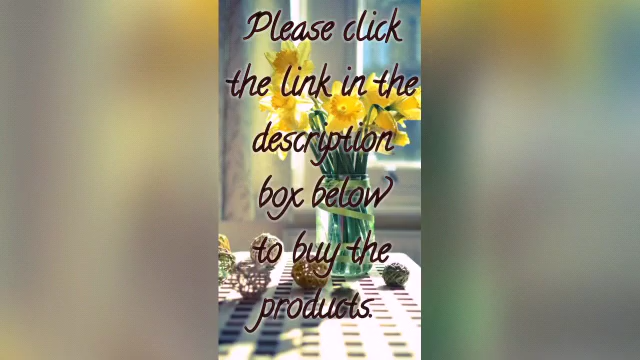 Please click
the link in the
description
box below
to buy the
products.